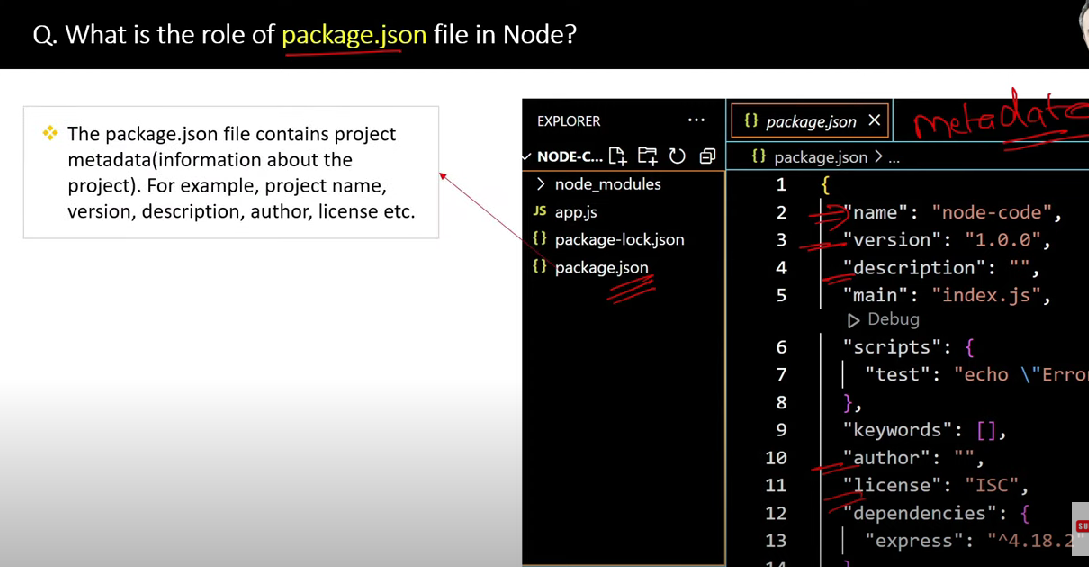 Q. What is the role of package.json file in Node?
❖ The package.json file contains project
metadata(information about the
project). For example, project name,
version, description, author, license etc.
EXPLORER ...
NODE-C...
node_modules
JS app.js
{} package-lock.json
{} package.json
{} package.json ×
metadata
{} package.json > ...
1 {
2 "name": "node-code",
3 "version": "1.0.0",
4 "description": "",
5 "main": "index.js",
Debug
6 "scripts": {
7 "test": "echo \"Erro
8 },
9 "keywords": [],
10 "author": "",
11 "license": "ISC",
12 "dependencies": {
13 "express": "^4.18.2"
14
SU